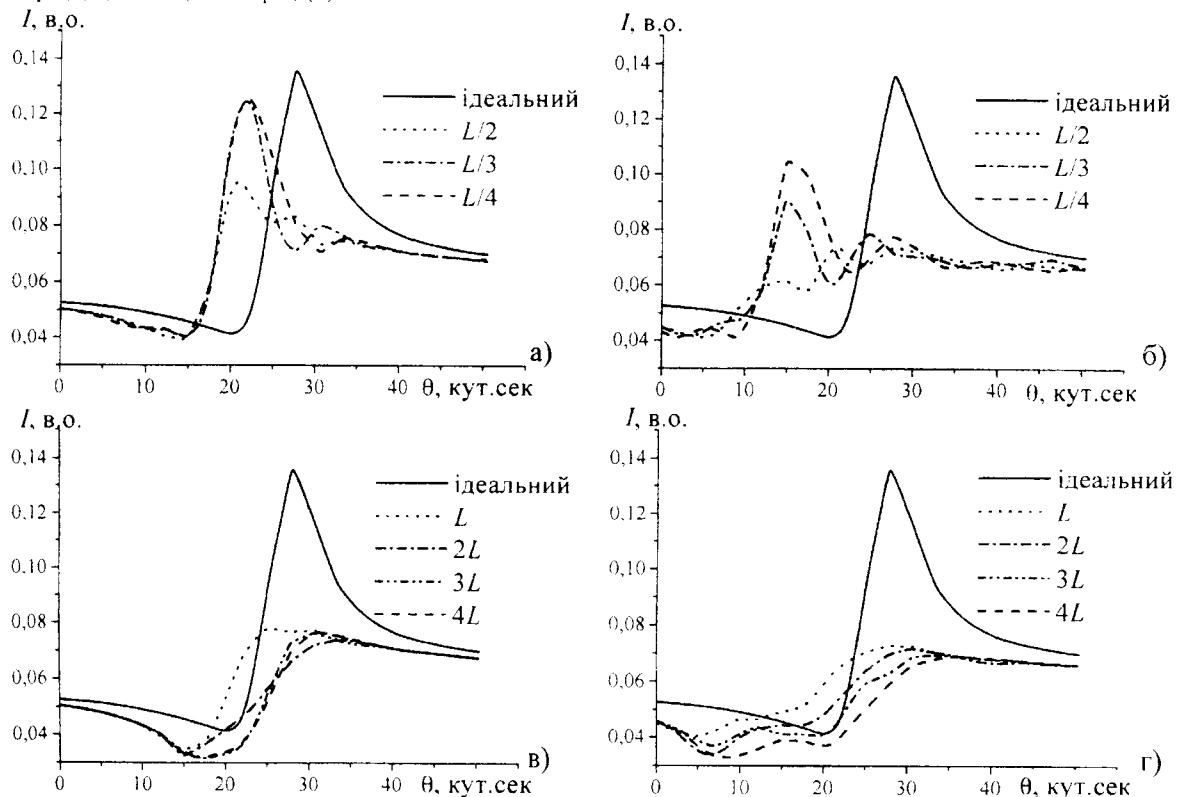 I, в.о.
0,14
0,12
0,10
0,08
0,06
0,04
0
10
20
30
40
θ, кут.сек
ідеальний
L/2
L/3
L/4
а)
I, в.о.
0,14
0,12
0,10
0,08
0,06
0,04
0
10
20
30
40
θ, кут.сек
ідеальний
L/2
L/3
L/4
б)
I, в.о.
0,14
0,12
0,10
0,08
0,06
0,04
0
10
20
30
40
θ, кут.сек
ідеальний
L
2L
3L
4L
в)
I, в.о.
0,14
0,12
0,10
0,08
0,06
0,04
0
10
20
30
40
θ, кут.сек
ідеальний
L
2L
3L
4L
г)